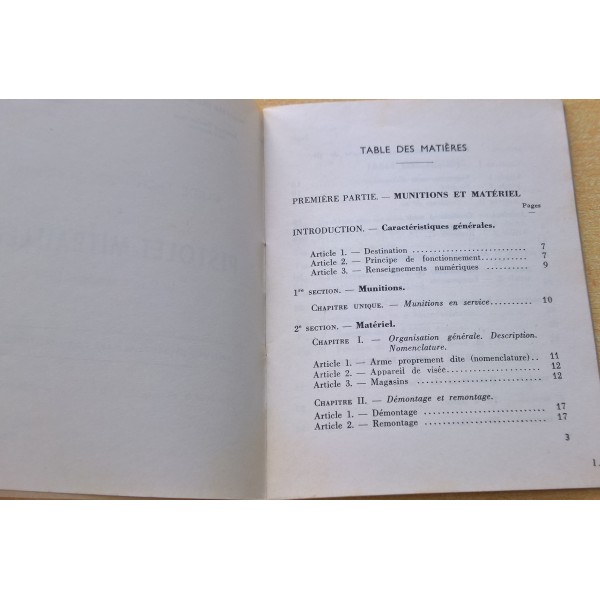 TABLE DES MATIÈRES
PREMIÈRE PARTIE. — MUNITIONS ET MATÉRIEL
Pages
INTRODUCTION. — Caractéristiques générales.
Article 1. — Destination .......................... 7
Article 2. — Principe de fonctionnement............ 7
Article 3. — Renseignements numériques ........... 9
1re SECTION. — Munitions.
CHAPITRE UNIQUE. — Munitions en service.......... 10
2e SECTION. — Matériel.
CHAPITRE I. — Organisation générale. Description.
Nomenclature.
Article 1. — Arme proprement dite (nomenclature).. 11
Article 2. — Appareil de visée..................... 12
Article 3. — Magasins ............................ 12
CHAPITRE II. — Démontage et remontage.
Article 1. — Démontage ........................... 17
Article 2. — Remontage ........................... 17
3
1.